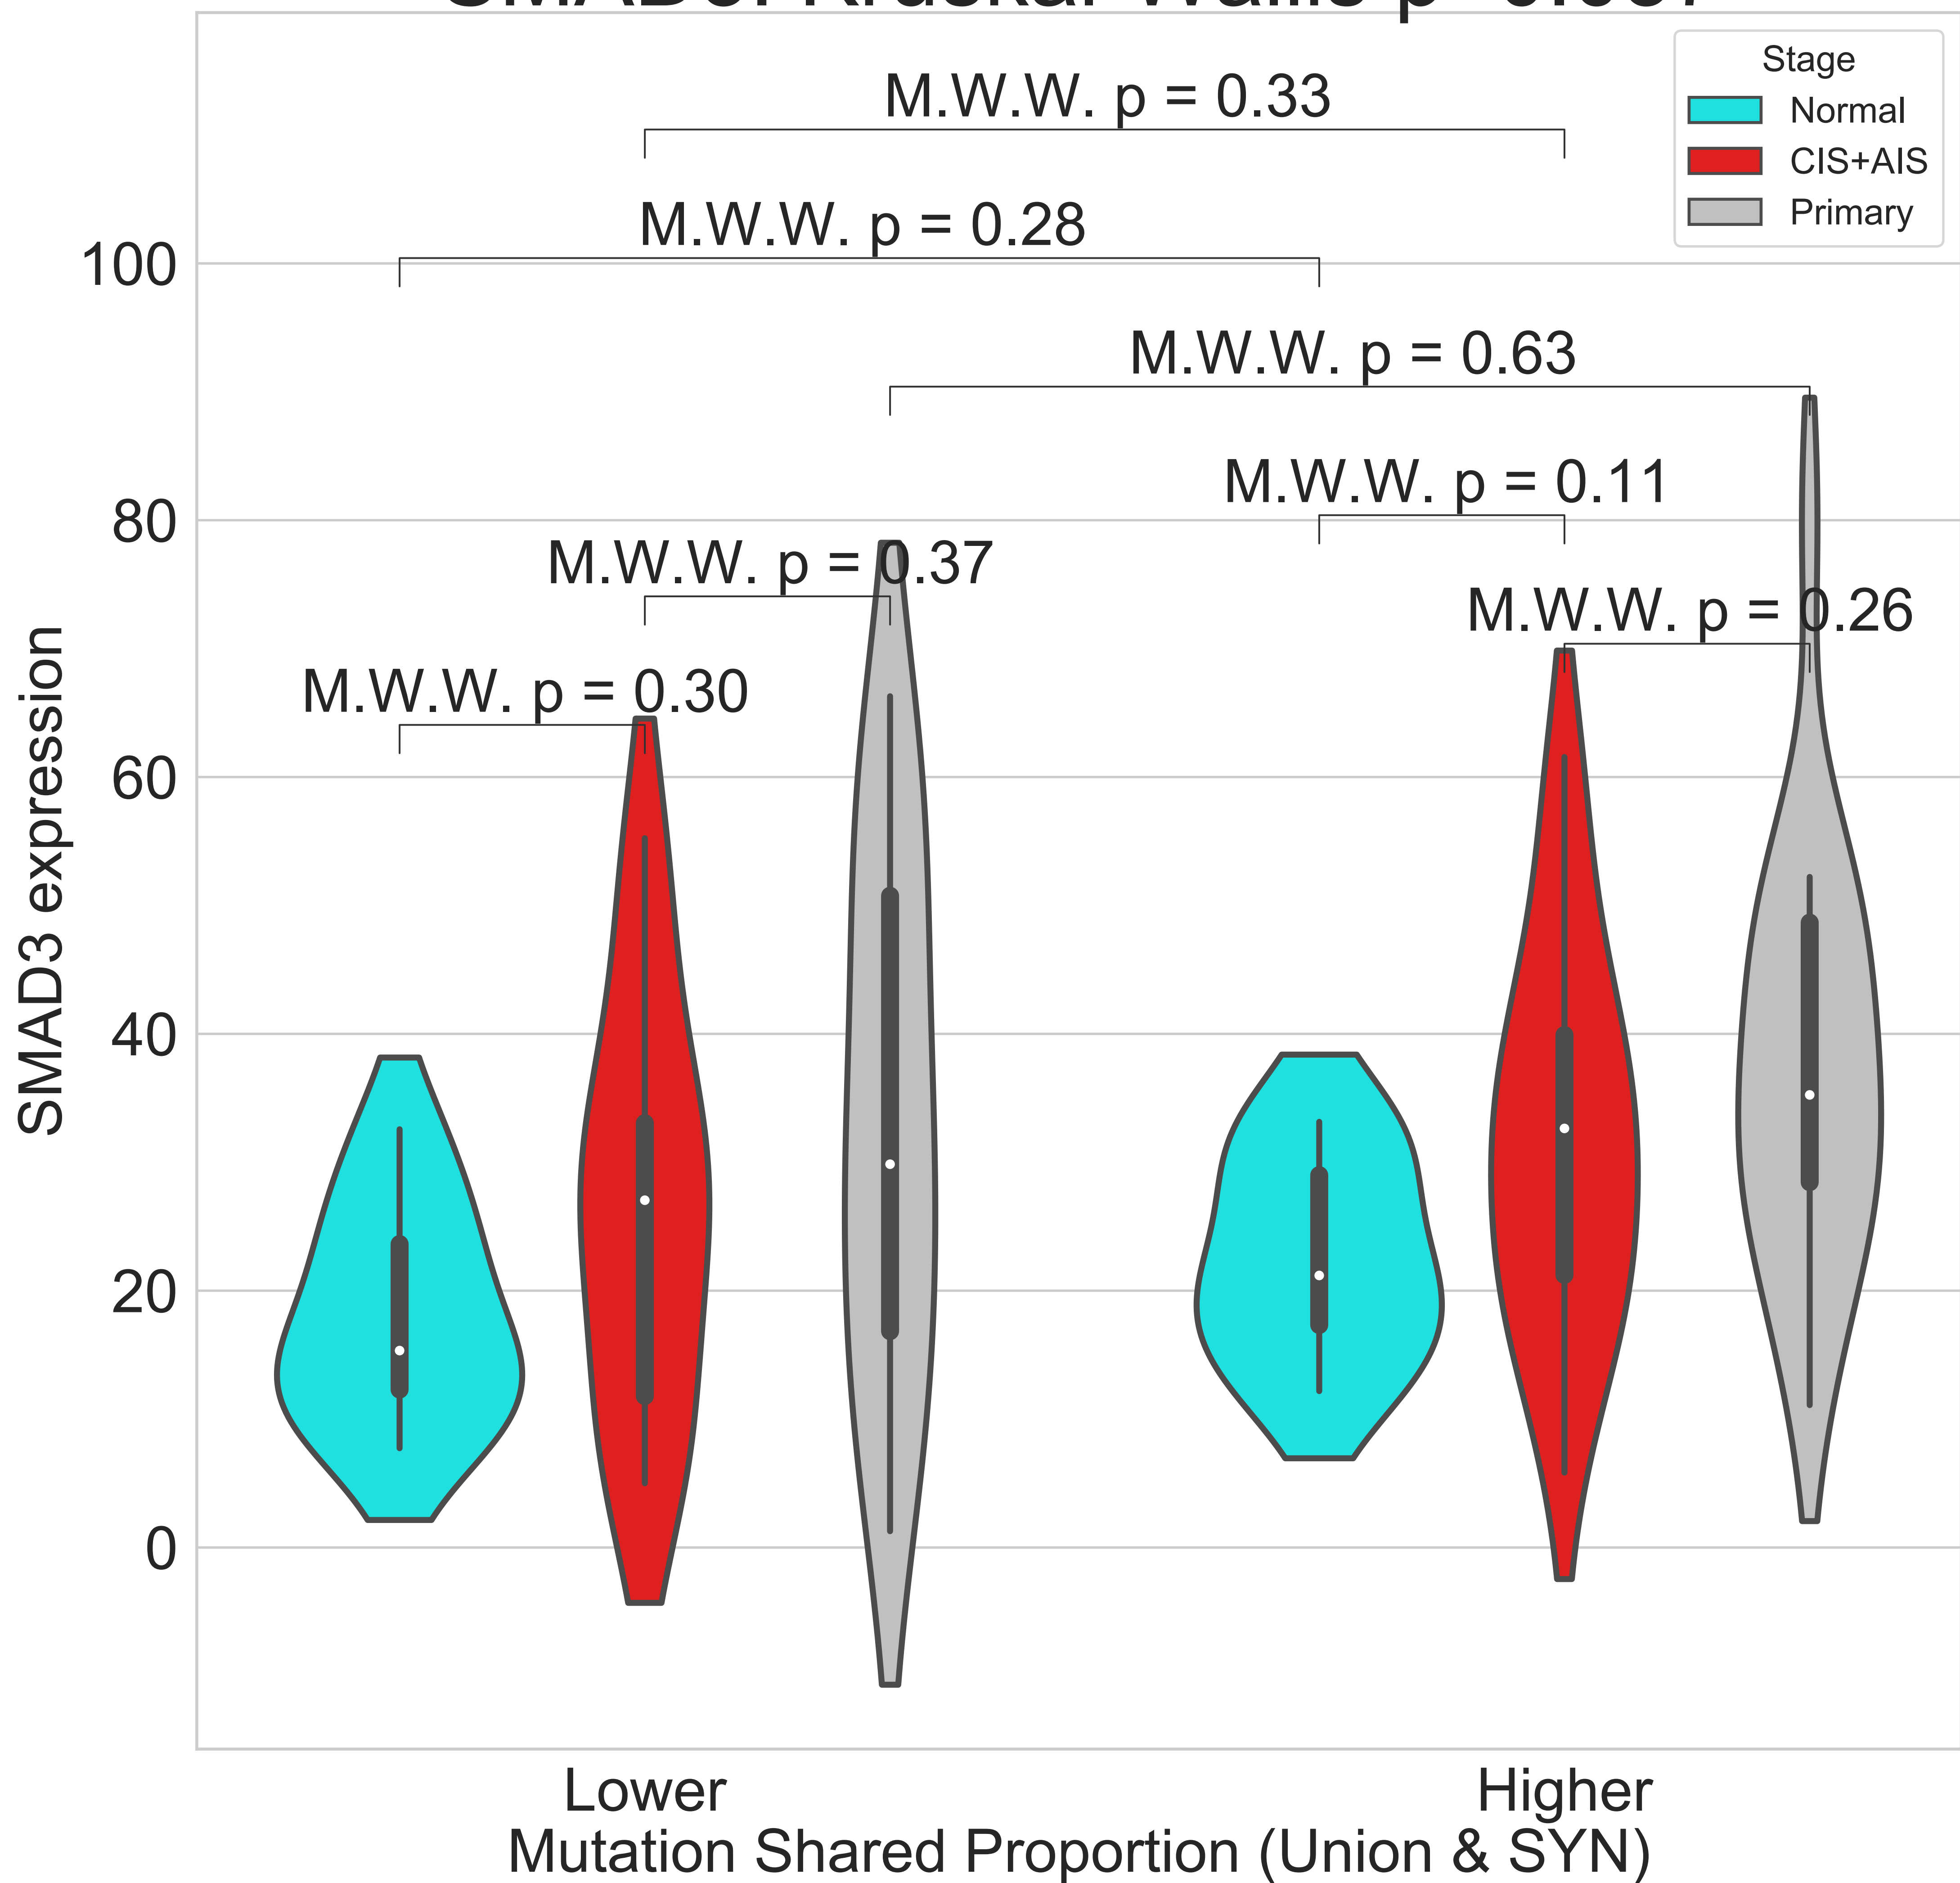 Stage
Normal
CIS+AIS
Primary
M.W.W. p = 0.33
M.W.W. p = 0.28
M.W.W. p = 0.63
M.W.W. p = 0.11
M.W.W. p = 0.37
M.W.W. p = 0.26
M.W.W. p = 0.30
100
80
60
40
20
0
SMAD3 expression
Lower
Higher
Mutation Shared Proportion (Union & SYN)